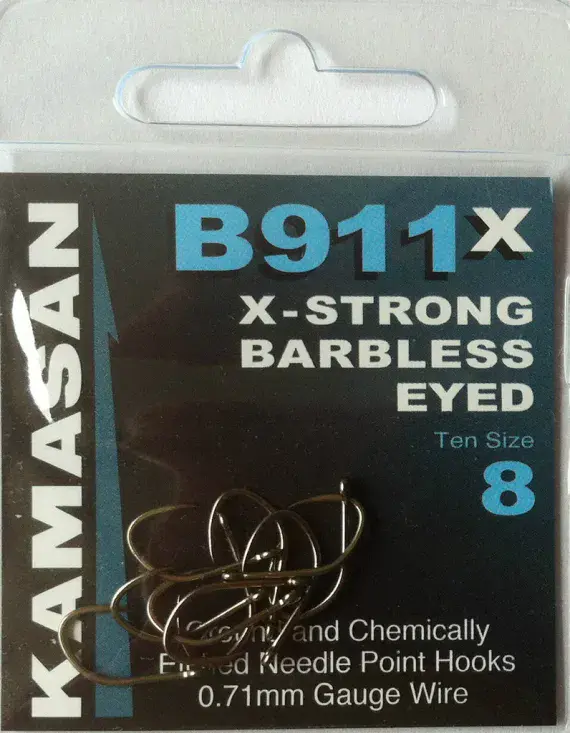 KAMASAN
B911X
X-STRONG
BARBLESS
EYED
Ten Size
8
and Chemically
Needle Point Hooks
0.71mm Gauge Wire